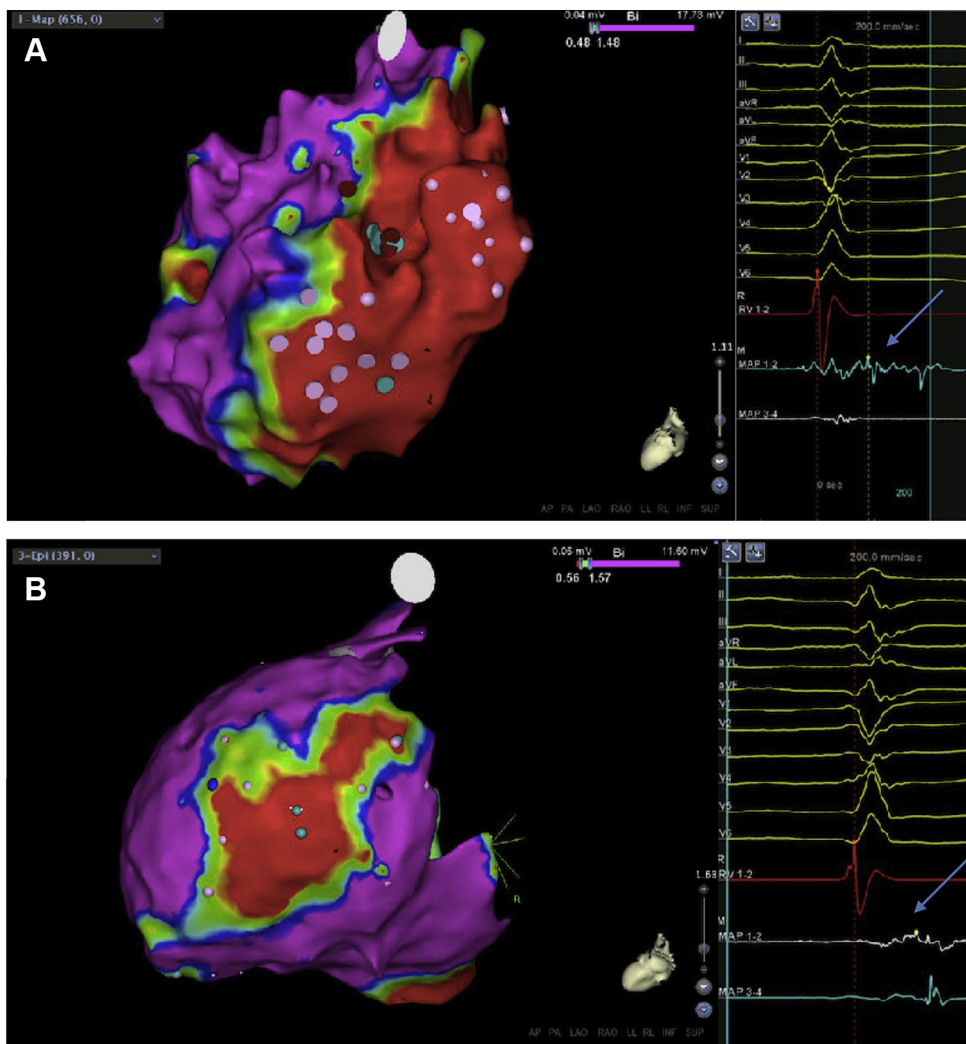 A
1-Map (656, 0)
0.04 mV Bi 17.73 mV
0.48 1.48
200.0 mm/sec
I
II
III
aVR
aVL
aVF
V1
V2
V3
V4
V5
V6
R
RV 1-2
M
MAP 1-2
MAP 3-4
1.11
0 sec
200
AP PA LAO RAO LL RL INF SUP
B
3-Epi (391, 0)
0.06 mV Bi 11.60 mV
0.56 1.57
200.0 mm/sec
I
II
III
aVR
aVL
aVF
V1
V2
V3
V4
V5
V6
R
RV 1-2
M
MAP 1-2
MAP 3-4
R
1.68
AP PA LAO RAO LL RL INF SUP